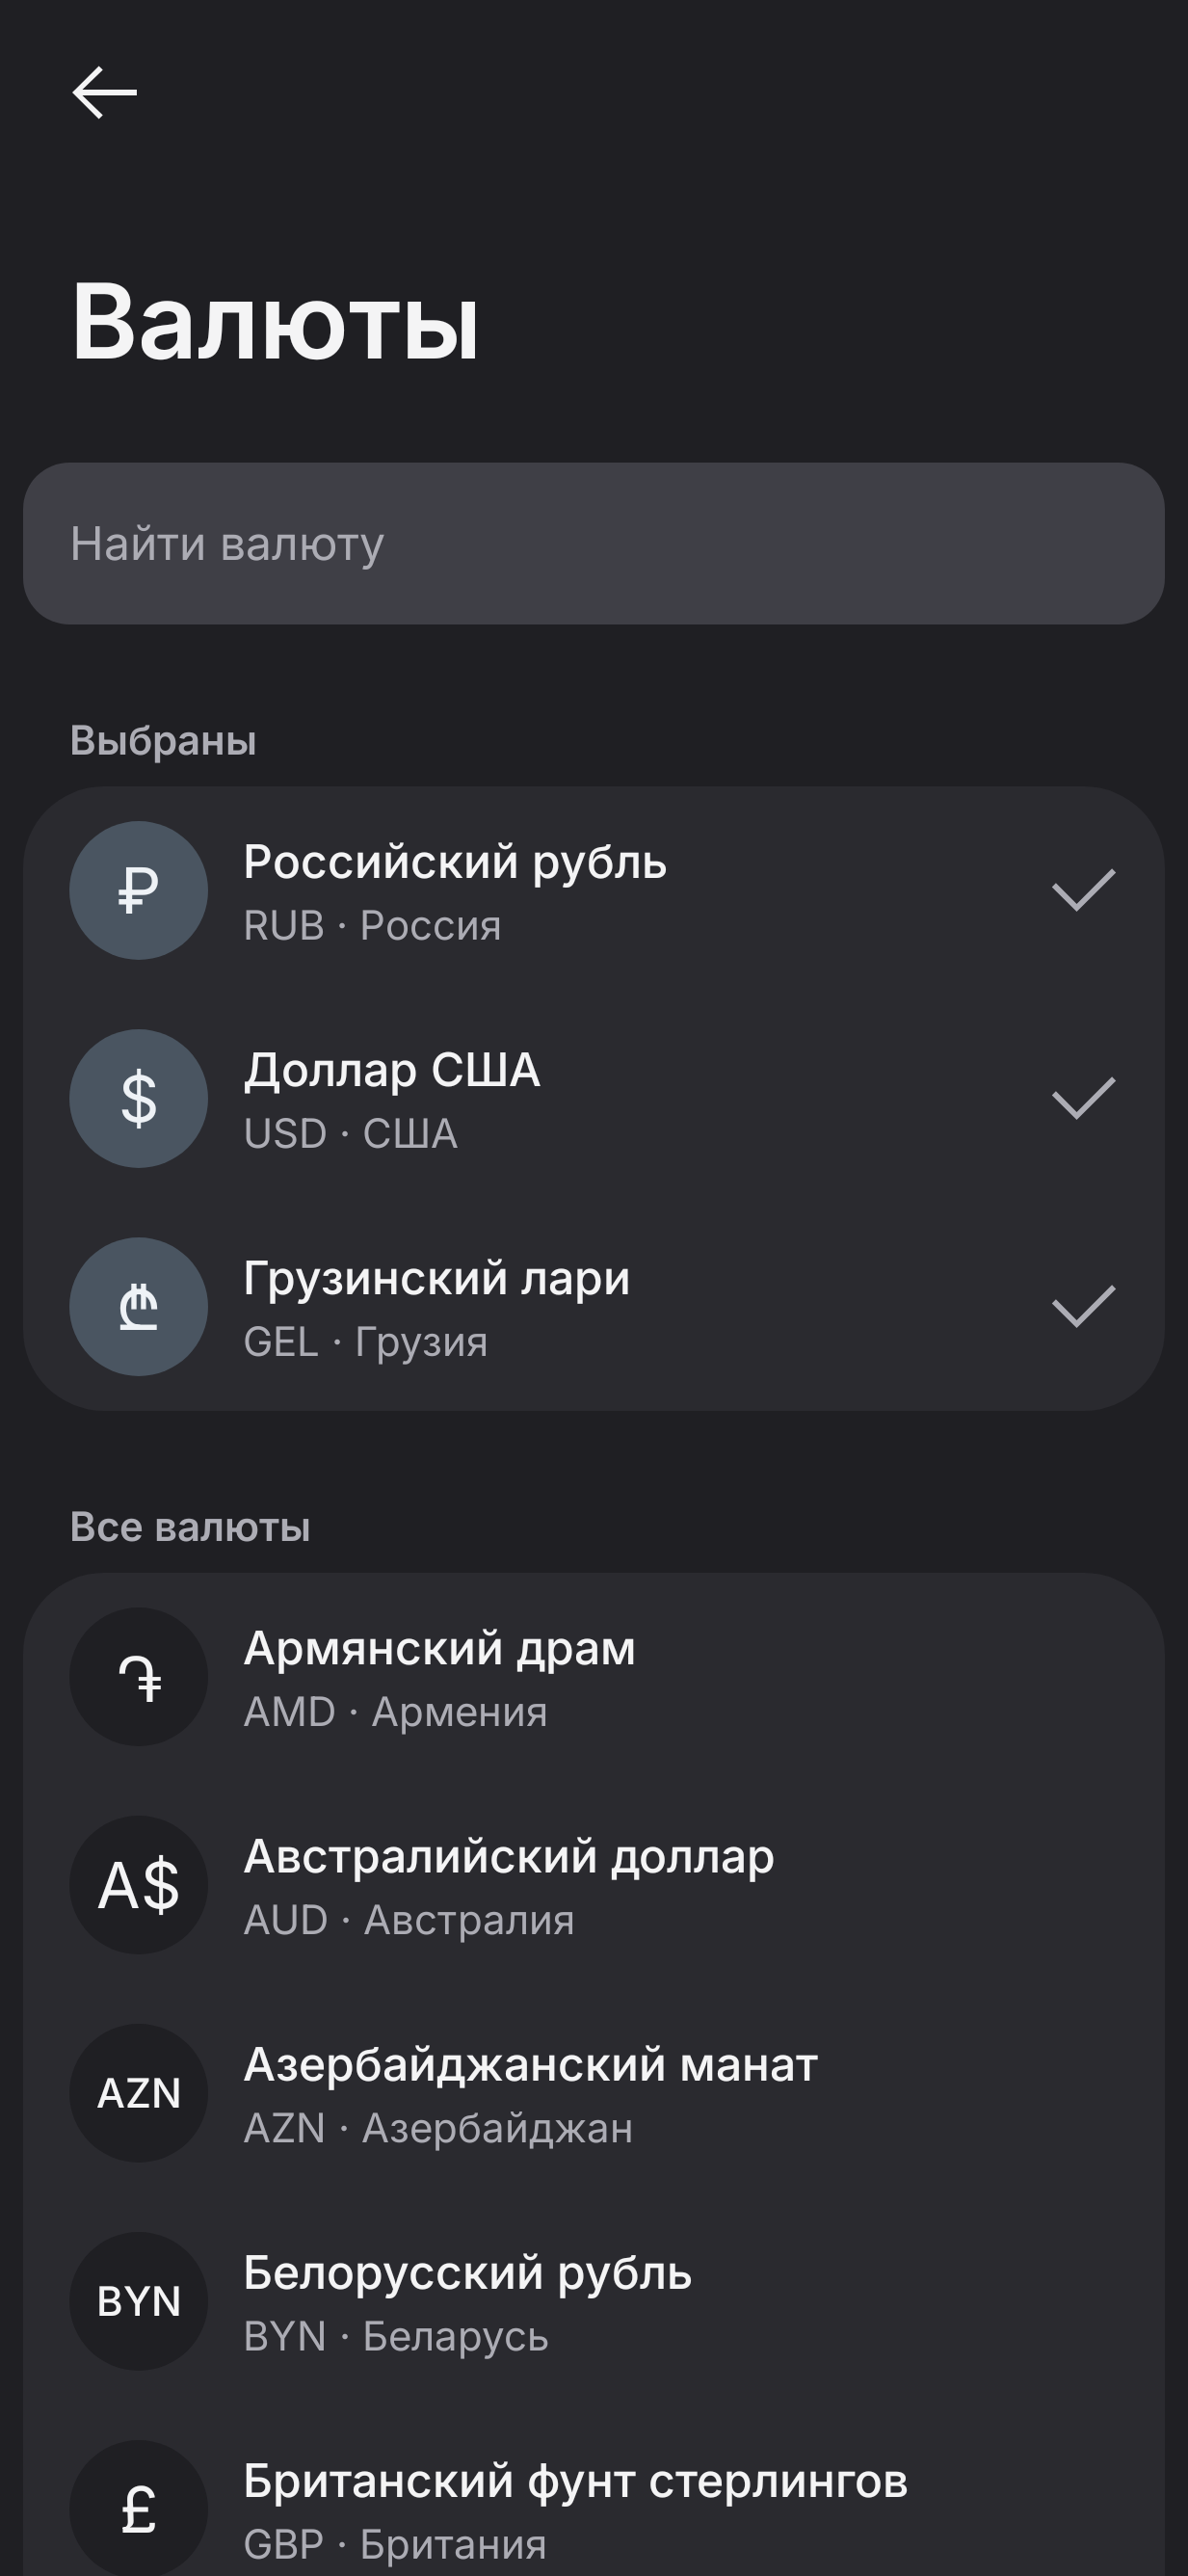 Валюты
Найти валюту
Выбраны
₽
Российский рубль
RUB · Россия
$
Доллар США
USD · США
₾
Грузинский лари
GEL · Грузия
Все валюты
֏
Армянский драм
AMD · Армения
A$
Австралийский доллар
AUD · Австралия
AZN
Азербайджанский манат
AZN · Азербайджан
BYN
Белорусский рубль
BYN · Беларусь
£
Британский фунт стерлингов
GBP · Британия